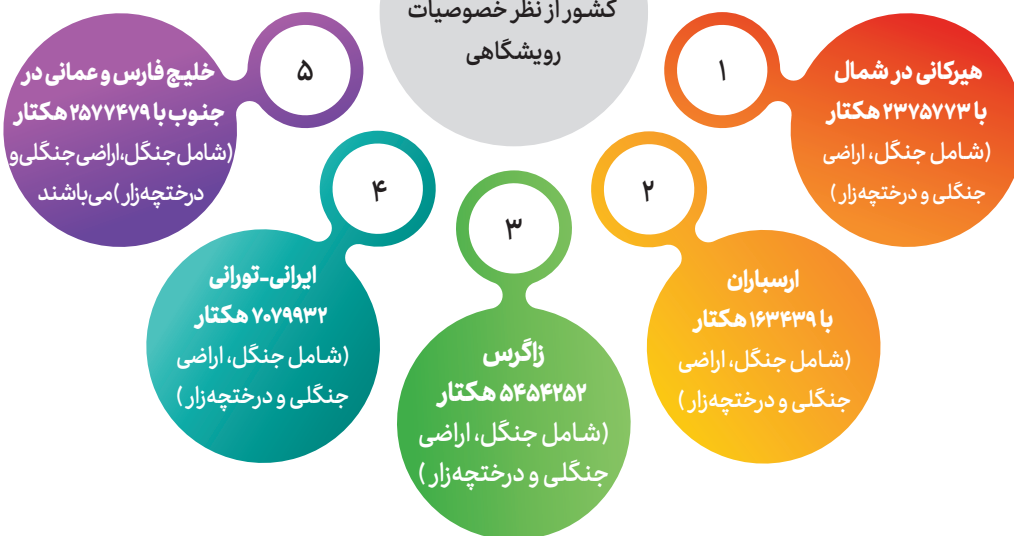 کشور از نظر خصوصیات
رویشگاهی
۱
هیرکانی در شمال
با ۲۳۷۵۷۷۳ هکتار
(شامل جنگل، اراضی
جنگلی و درختچه‌زار )
۲
ارسباران
با ۱۶۳۴۳۹ هکتار
(شامل جنگل، اراضی
جنگلی و درختچه‌زار )
۳
زاگرس
۵۴۵۴۲۵۲ هکتار
(شامل جنگل، اراضی
جنگلی و درختچه‌زار )
۴
ایرانی-تورانی
۷۰۷۹۹۳۲ هکتار
(شامل جنگل، اراضی
جنگلی و درختچه‌زار )
۵
خلیج فارس و عمانی در
جنوب با ۲۵۷۷۴۷۹ هکتار
(شامل جنگل،اراضی جنگلی و
درختچه‌زار )می‌باشند